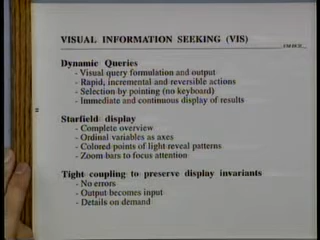 VISUAL INFORMATION SEEKING (VIS)
Dynamic Queries
- Visual query formulation and output
- Rapid, incremental and reversible actions
- Selection by pointing (no keyboard)
- Immediate and continuous display of results
Starfield display
- Complete overview
- Ordinal variables as axes
- Colored points of light reveal patterns
- Zoom bars to focus attention
Tight coupling to preserve display invariants
- No errors
- Output becomes input
- Details on demand